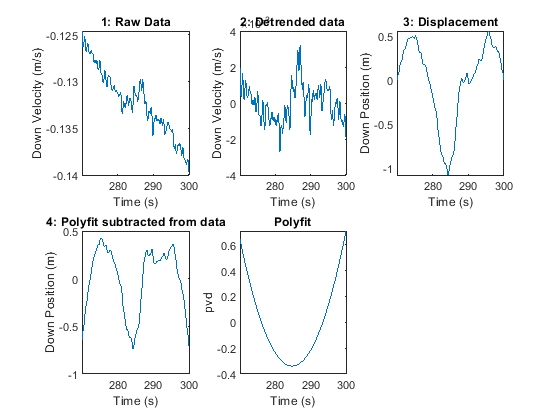 1: Raw Data
Down Velocity (m/s)
-0.125
-0.13
-0.135
-0.14
280
290
300
Time (s)
2: Detrended data
Down Velocity (m/s)
4
2
0
-2
-4
280
290
300
Time (s)
3: Displacement
Down Position (m)
0.5
0
-0.5
-1
280
290
300
Time (s)
4: Polyfit subtracted from data
Down Position (m)
0.5
0
-0.5
-1
280
290
300
Time (s)
Polyfit
pvd
0.6
0.4
0.2
0
-0.2
-0.4
280
290
300
Time (s)